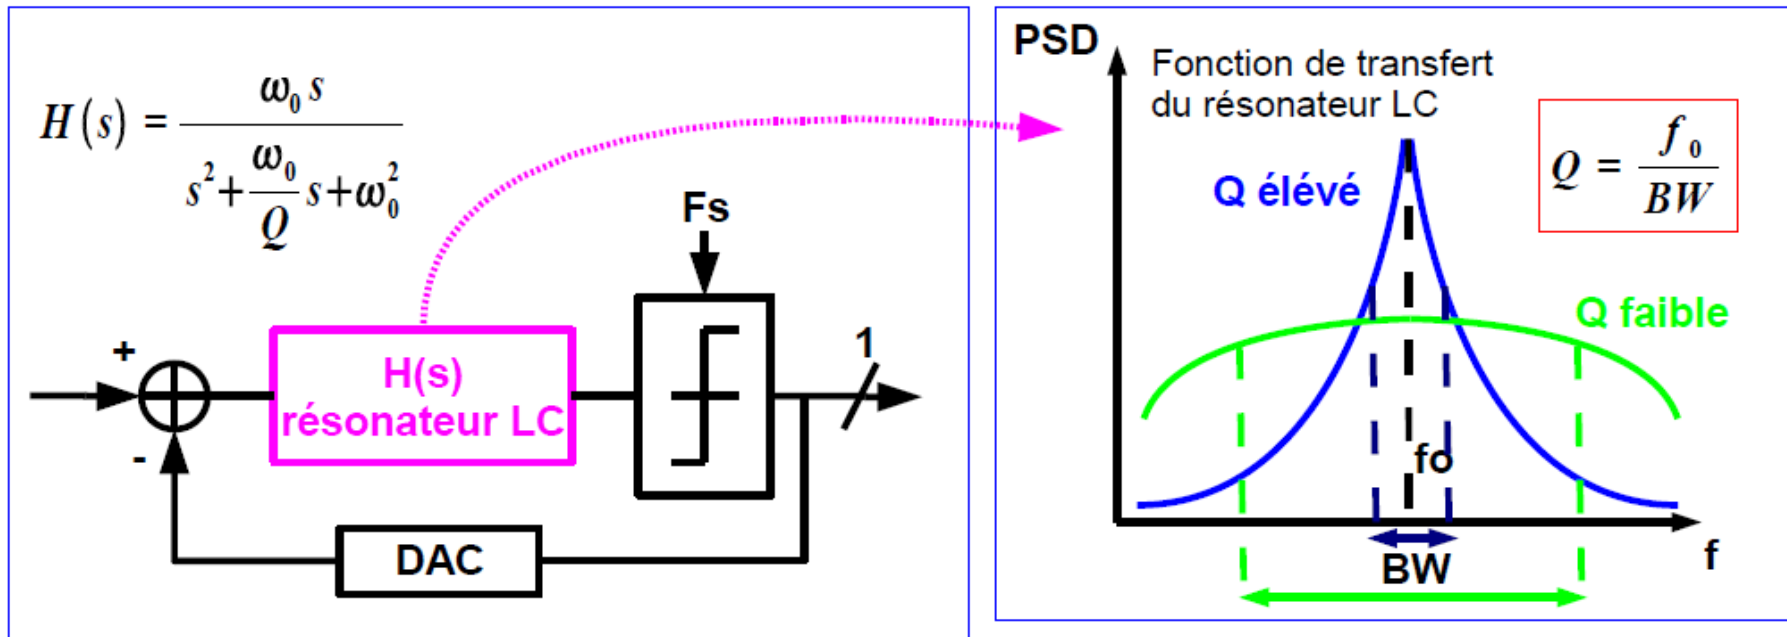 H(s) = ω₀ s / (s² + (ω₀/Q) s + ω₀²)
Fs
+
-
H(s)
résonateur LC
1
DAC
PSD
Fonction de transfert
du résonateur LC
Q = f₀ / BW
Q élévé
Q faible
fo
BW
f